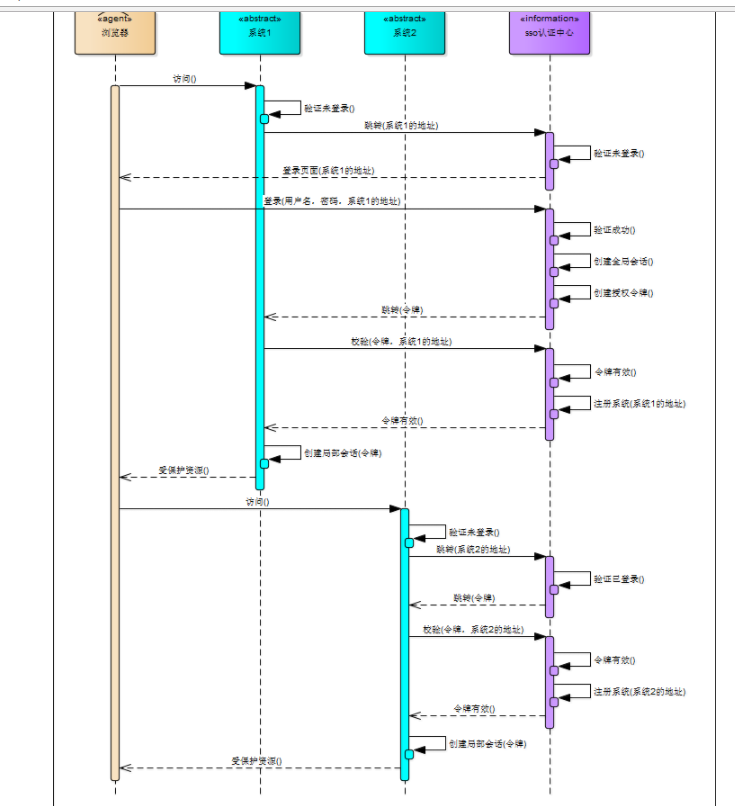 «agent»
浏览器
«abstract»
系统1
«abstract»
系统2
«information»
sso认证中心
访问()
验证未登录()
跳转(系统1的地址)
验证未登录()
登录页面(系统1的地址)
登录(用户名，密码，系统1的地址)
验证成功()
创建全局会话()
创建授权令牌()
跳转(令牌)
校验(令牌，系统1的地址)
令牌有效()
注册系统(系统1的地址)
令牌有效()
创建局部会话(令牌)
受保护资源()
访问()
验证未登录()
跳转(系统2的地址)
验证已登录()
跳转(令牌)
校验(令牌，系统2的地址)
令牌有效()
注册系统(系统2的地址)
令牌有效()
创建局部会话(令牌)
受保护资源()